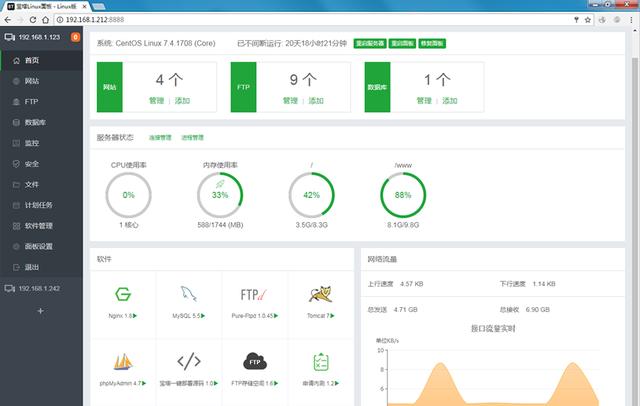 宝塔Linux面板 - Linux版
192.168.1.212:8888
192.168.1.123 0
首页
网站
FTP
数据库
监控
安全
文件
计划任务
软件管理
面板设置
退出
192.168.1.242
+
系统: CentOS Linux 7.4.1708 (Core) 已不间断运行: 20天18小时21分钟 重启服务器 重启面板 修复面板
网站 4 个 管理 | 添加
FTP 9 个 管理 | 添加
数据库 1 个 管理 | 添加
服务器状态 连接管理 进程管理
CPU使用率 内存使用率 / /www
0% 33% 42% 88%
1 核心 588/1744 (MB) 3.5G/8.3G 8.1G/9.8G
软件
FTPd
Nginx 1.8 MySQL 5.5 Pure-Ftpd 1.0.45 Tomcat 7
FTP
phpMyAdmin 4.7 宝塔一键部署源码 1.0 FTP存储空间 1.6 申请内测 1.2
网络流量
上行速度 4.57 KB 下行速度 1.14 KB
总发送 4.71 GB 总接收 6.90 GB
接口流量实时
单位KB/s
10
8
6
4